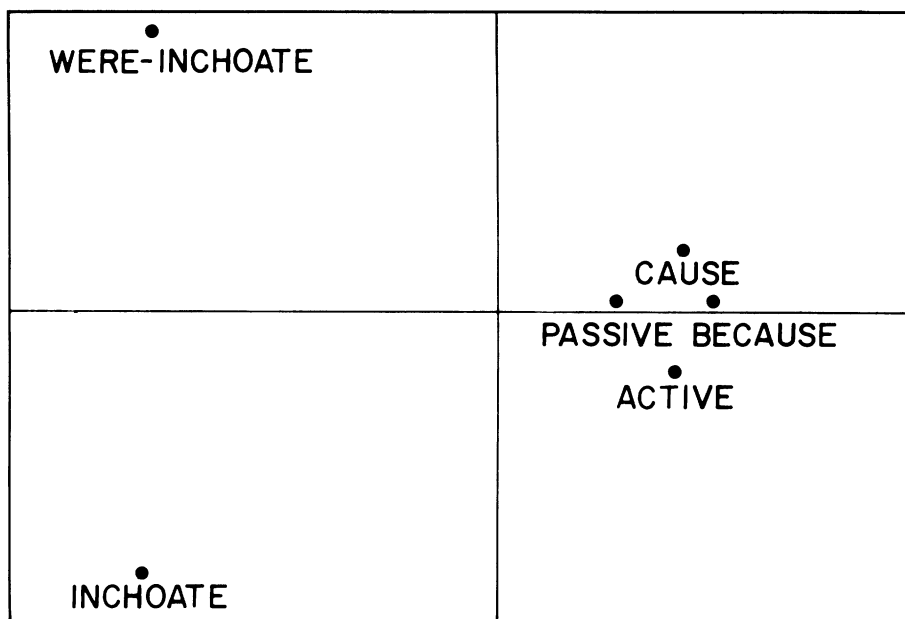 WERE-INCHOATE
CAUSE
PASSIVE BECAUSE
ACTIVE
INCHOATE